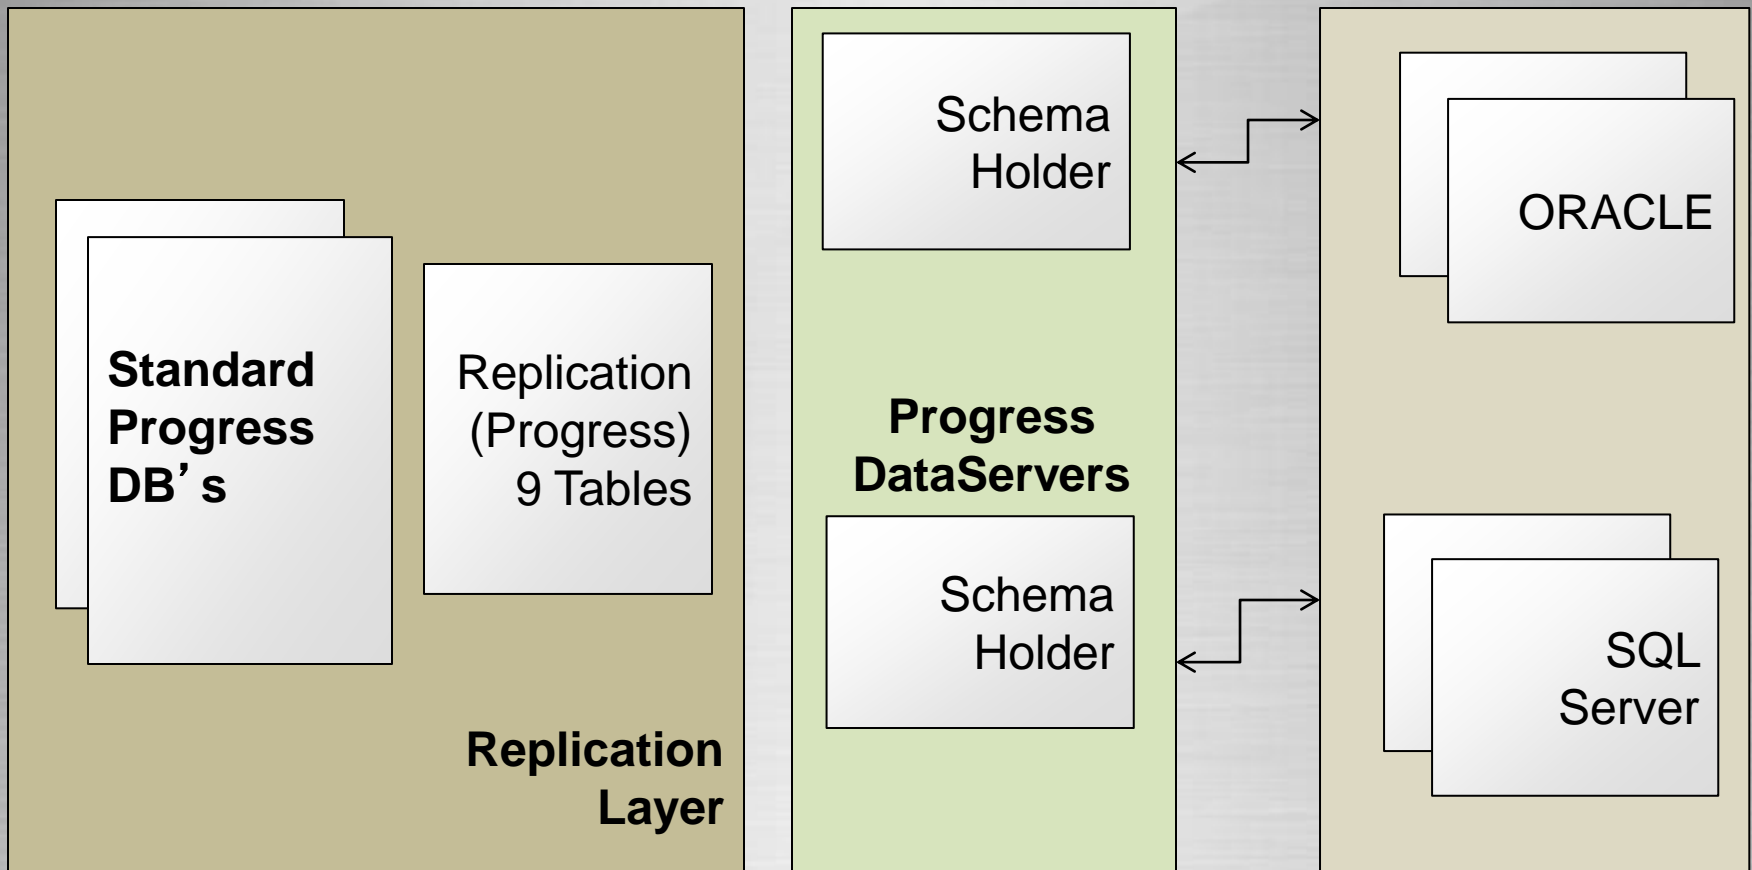 Standard
Progress
DB’s
Replication
(Progress)
9 Tables
Replication
Layer
Schema
Holder
Progress
DataServers
Schema
Holder
ORACLE
SQL
Server